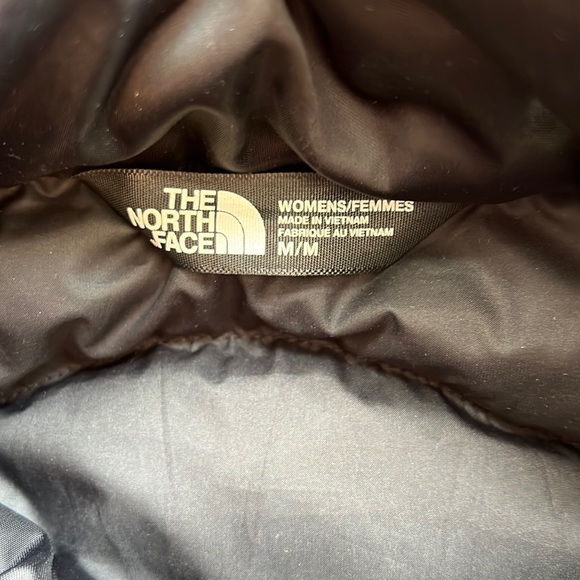 THE
NORTH
FACE
WOMENS/FEMMES
MADE IN VIETNAM
FABRIQUÉ AU VIETNAM
M/M